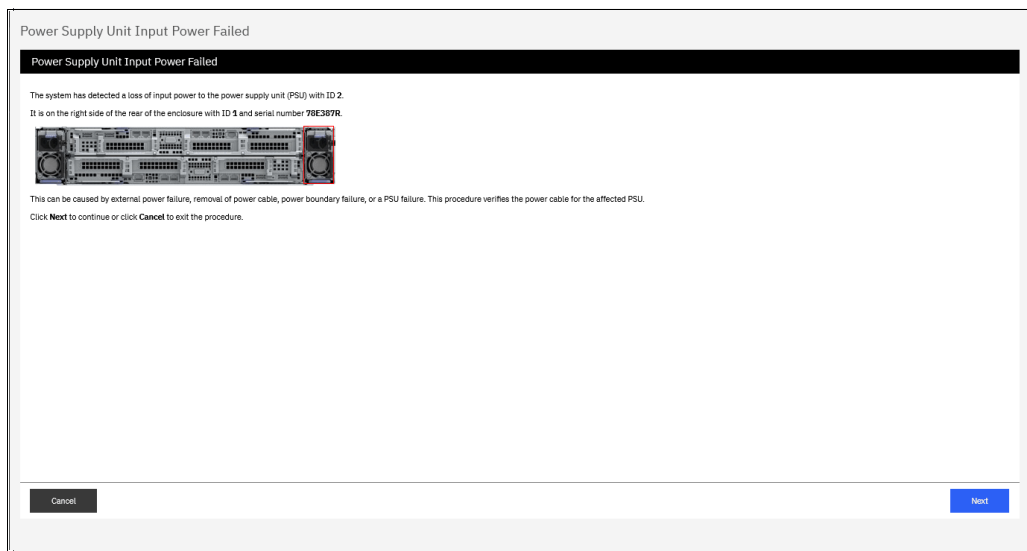 Power Supply Unit Input Power Failed
Power Supply Unit Input Power Failed
The system has detected a loss of input power to the power supply unit (PSU) with ID 2.
It is on the right side of the rear of the enclosure with ID 1 and serial number 78E387R.
This can be caused by external power failure, removal of power cable, power boundary failure, or a PSU failure. This procedure verifies the power cable for the affected PSU.
Click Next to continue or click Cancel to exit the procedure.
Cancel
Next